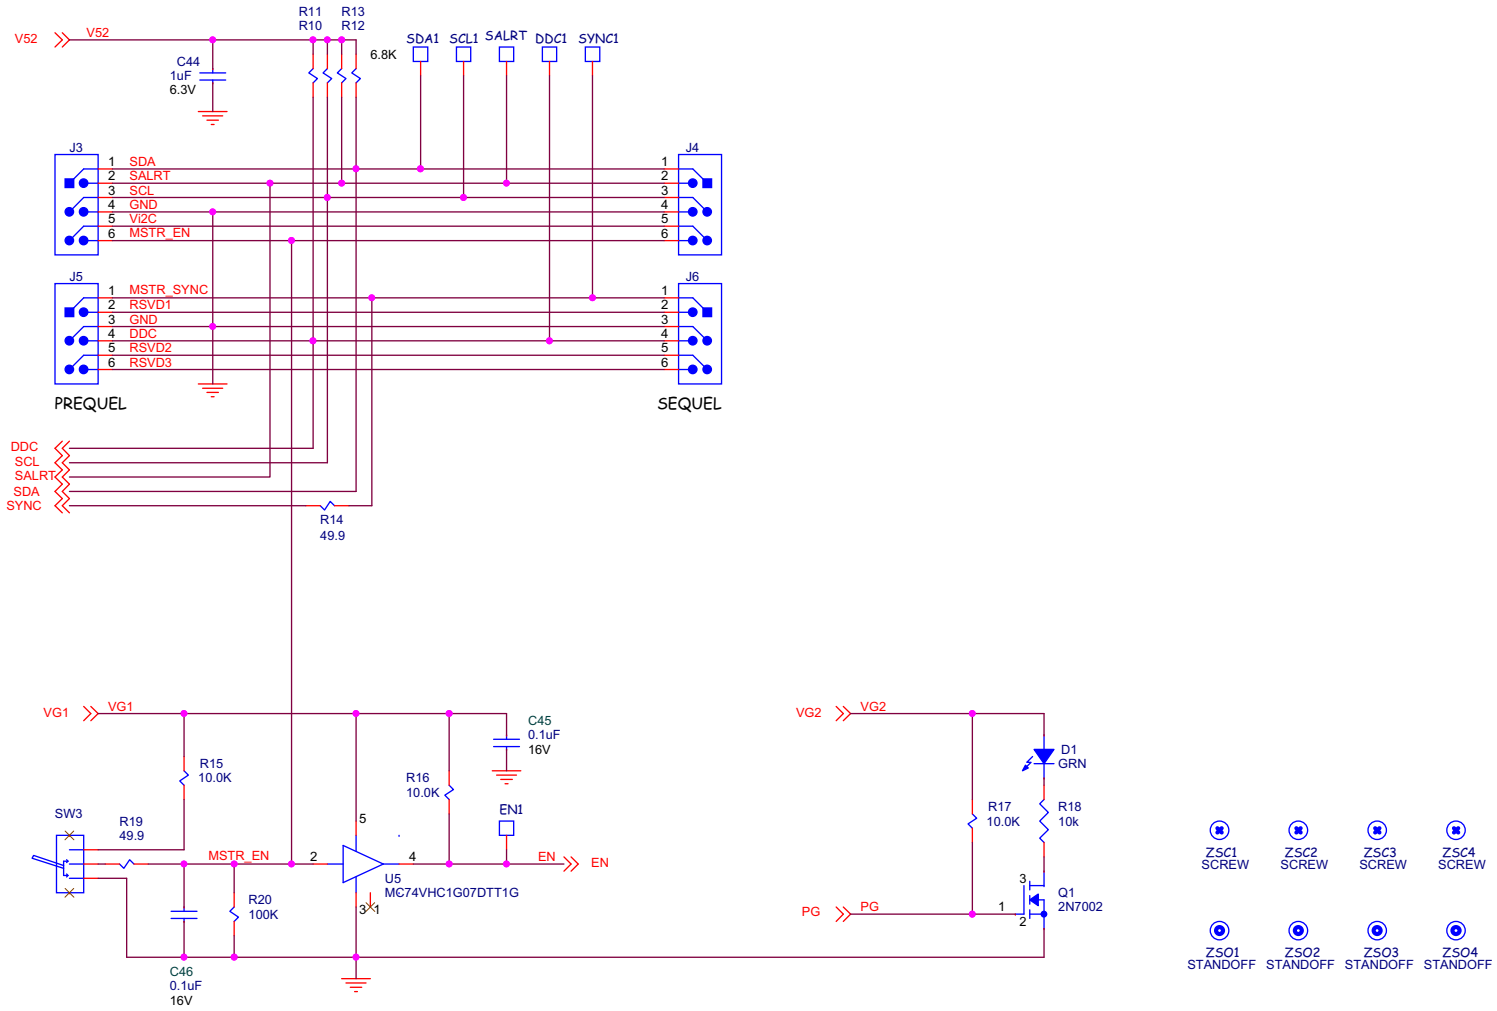 R11 R13
R10 R12
V52
V52
6.8K
SDA1
SCL1
SALRT
DDC1
SYNC1
C44
1uF
6.3V
J3
1 SDA
2 SALRT
3 SCL
4 GND
5 Vi2C
6 MSTR_EN
J4
1
2
3
4
5
6
J5
1 MSTR_SYNC
2 RSVD1
3 GND
4 DDC
5 RSVD2
6 RSVD3
PREQUEL
J6
1
2
3
4
5
6
SEQUEL
DDC
SCL
SALRT
SDA
SYNC
R14
49.9
VG1
VG1
C45
0.1uF
16V
R15
10.0K
R16
10.0K
SW3
R19
49.9
EN1
5
MSTR_EN
2
4
EN
EN
U5
MC74VHC1G07DTT1G
3
1
R20
100K
C46
0.1uF
16V
VG2
VG2
D1
GRN
R17
10.0K
R18
10k
3
Q1
2N7002
PG
PG
1
2
ZSC1
SCREW
ZSC2
SCREW
ZSC3
SCREW
ZSC4
SCREW
ZSO1
STANDOFF
ZSO2
STANDOFF
ZSO3
STANDOFF
ZSO4
STANDOFF